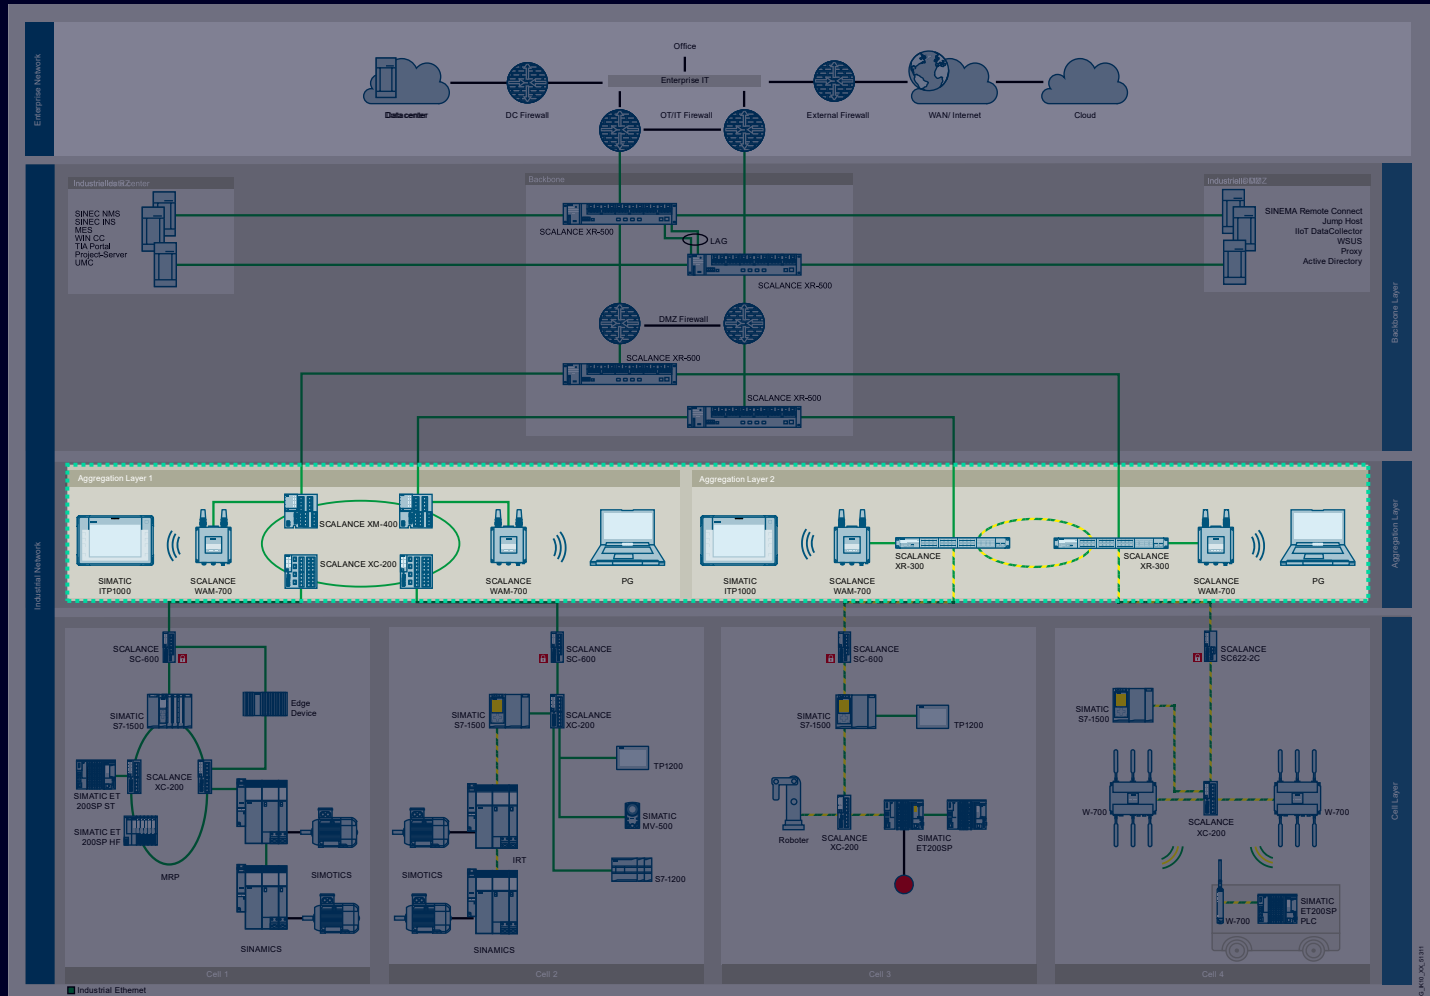 Enterprise Network
Office
Enterprise IT
Datacenter
DC Firewall
OT/IT Firewall
External Firewall
WAN/ Internet
Cloud
Industrial Network
Backbone Layer
Backbone
SINEC NMS
SINEC INS
MES
WIN CC
TIA Portal
Project-Server
UMC
SCALANCE XR-500
LAG
SCALANCE XR-500
SINEMA Remote Connect
Jump Host
IIoT DataCollector
WSUS
Proxy
Active Directory
DMZ Firewall
SCALANCE XR-500
SCALANCE XR-500
Aggregation Layer
Aggregation Layer 1
SIMATIC
ITP1000
SCALANCE
WAM-700
SCALANCE XM-400
SCALANCE XC-200
SCALANCE
WAM-700
PG
Aggregation Layer 2
SIMATIC
ITP1000
SCALANCE
WAM-700
SCALANCE
XR-300
SCALANCE
XR-300
SCALANCE
WAM-700
PG
Cell Layer
SCALANCE
SC-600
SIMATIC
S7-1500
Edge
Device
SCALANCE
XC-200
SIMATIC ET
200SP ST
SIMATIC ET
200SP HF
MRP
SIMOTICS
SINAMICS
Cell 1
SCALANCE
SC-600
SIMATIC
S7-1500
SCALANCE
XC-200
TP1200
SIMATIC
MV-500
IRT
S7-1200
SIMOTICS
SINAMICS
Cell 2
SCALANCE
SC-600
SIMATIC
S7-1500
TP1200
Roboter
SCALANCE
XC-200
SIMATIC
ET200SP
Cell 3
SCALANCE
SC622-2C
SIMATIC
S7-1500
W-700
SCALANCE
XC-200
W-700
W-700
SIMATIC
ET200SP
PLC
Cell 4
Industrial Ethernet